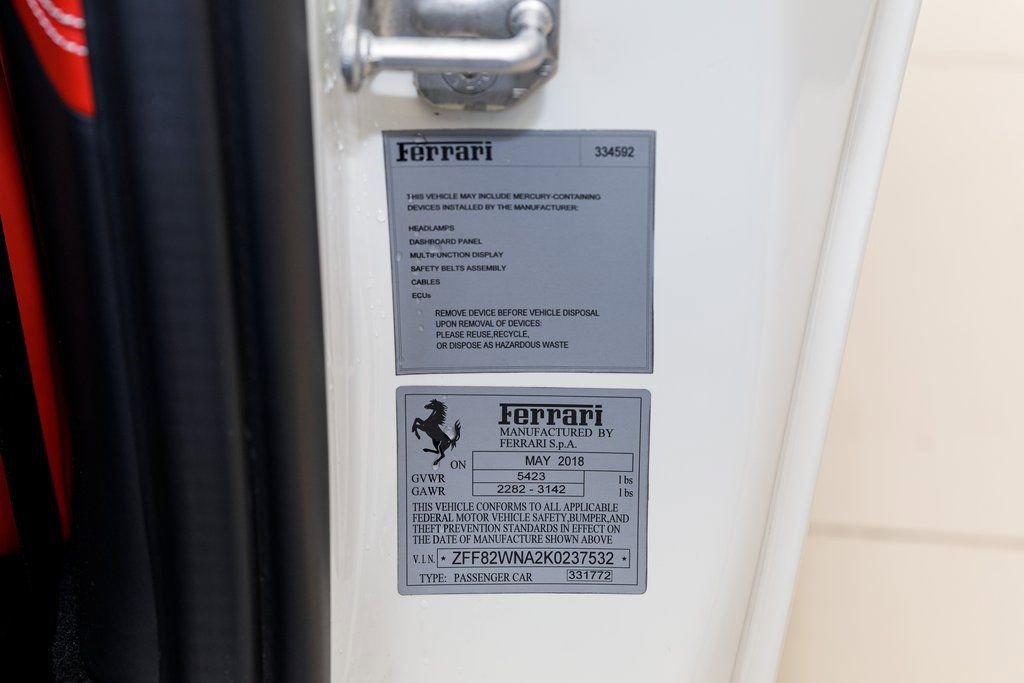 Ferrari 334592
THIS VEHICLE MAY INCLUDE MERCURY-CONTAINING
DEVICES INSTALLED BY THE MANUFACTURER:
HEADLAMPS
DASHBOARD PANEL
MULTIFUNCTION DISPLAY
SAFETY BELTS ASSEMBLY
CABLES
ECUs
REMOVE DEVICE BEFORE VEHICLE DISPOSAL
UPON REMOVAL OF DEVICES:
PLEASE REUSE,RECYCLE,
OR DISPOSE AS HAZARDOUS WASTE
Ferrari
MANUFACTURED BY
FERRARI S.p.A.
ON MAY 2018
GVWR 5423 lbs
GAWR 2282 - 3142 lbs
THIS VEHICLE CONFORMS TO ALL APPLICABLE
FEDERAL MOTOR VEHICLE SAFETY,BUMPER,AND
THEFT PREVENTION STANDARDS IN EFFECT ON
THE DATE OF MANUFACTURE SHOWN ABOVE
V.I.N. * ZFF82WNA2K0237532 *
TYPE: PASSENGER CAR 331772